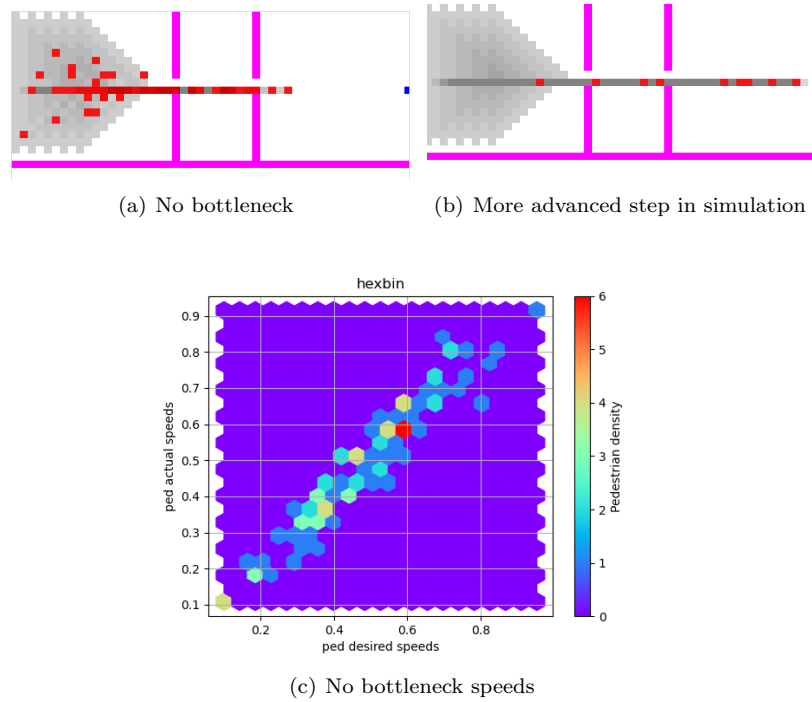 (a) No bottleneck
(b) More advanced step in simulation
hexbin
0.9
0.8
0.7
0.6
0.5
0.4
0.3
0.2
0.1
ped actual speeds
0.2
0.4
0.6
0.8
ped desired speeds
6
5
4
3
2
1
0
Pedestrian density
(c) No bottleneck speeds